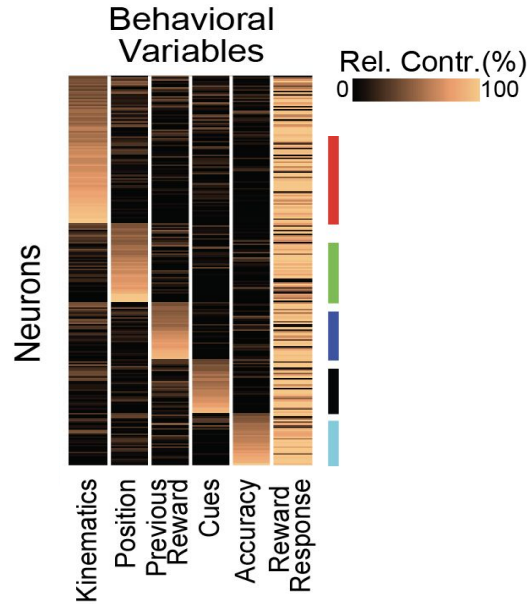 Behavioral
Variables
Rel. Contr.(%)
0
100
Neurons
Kinematics
Position
Previous
Reward
Cues
Accuracy
Reward
Response